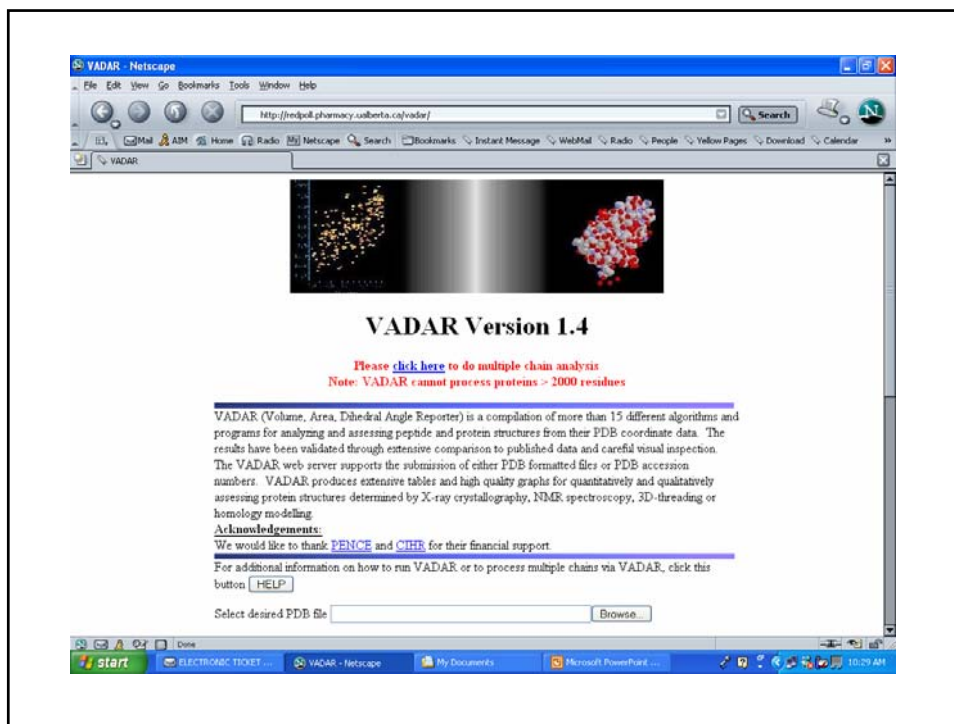 VADAR - Netscape
File Edit View Go Bookmarks Tools Window Help
http://redpoll.pharmacy.ualberta.ca/vadar/
Search
N
Mail AIM Home Radio Netscape Search Bookmarks Instant Message WebMail Radio People Yellow Pages Download Calendar »
VADAR
VADAR Version 1.4
Please click here to do multiple chain analysis
Note: VADAR cannot process proteins > 2000 residues
VADAR (Volume, Area, Dihedral Angle Reporter) is a compilation of more than 15 different algorithms and
programs for analyzing and assessing peptide and protein structures from their PDB coordinate data. The
results have been validated through extensive comparison to published data and careful visual inspection.
The VADAR web server supports the submission of either PDB formatted files or PDB accession
numbers. VADAR produces extensive tables and high quality graphs for quantitatively and qualitatively
assessing protein structures determined by X-ray crystallography, NMR spectroscopy, 3D-threading or
homology modelling.
Acknowledgements:
We would like to thank PENCE and CIHR for their financial support.
For additional information on how to run VADAR or to process multiple chains via VADAR, click this
button HELP
Select desired PDB file Browse...
Done
start ELECTRONIC TICKET ... VADAR - Netscape My Documents Microsoft PowerPoint ... 10:29 AM